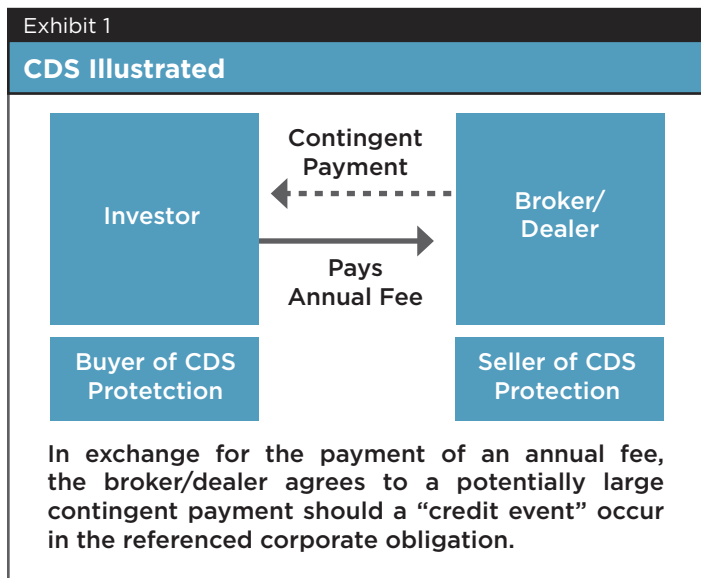 Exhibit 1
CDS Illustrated
Contingent
Payment
Investor
Broker/
Dealer
Pays
Annual Fee
Buyer of CDS
Protetction
Seller of CDS
Protection
In exchange for the payment of an annual fee,
the broker/dealer agrees to a potentially large
contingent payment should a “credit event” occur
in the referenced corporate obligation.